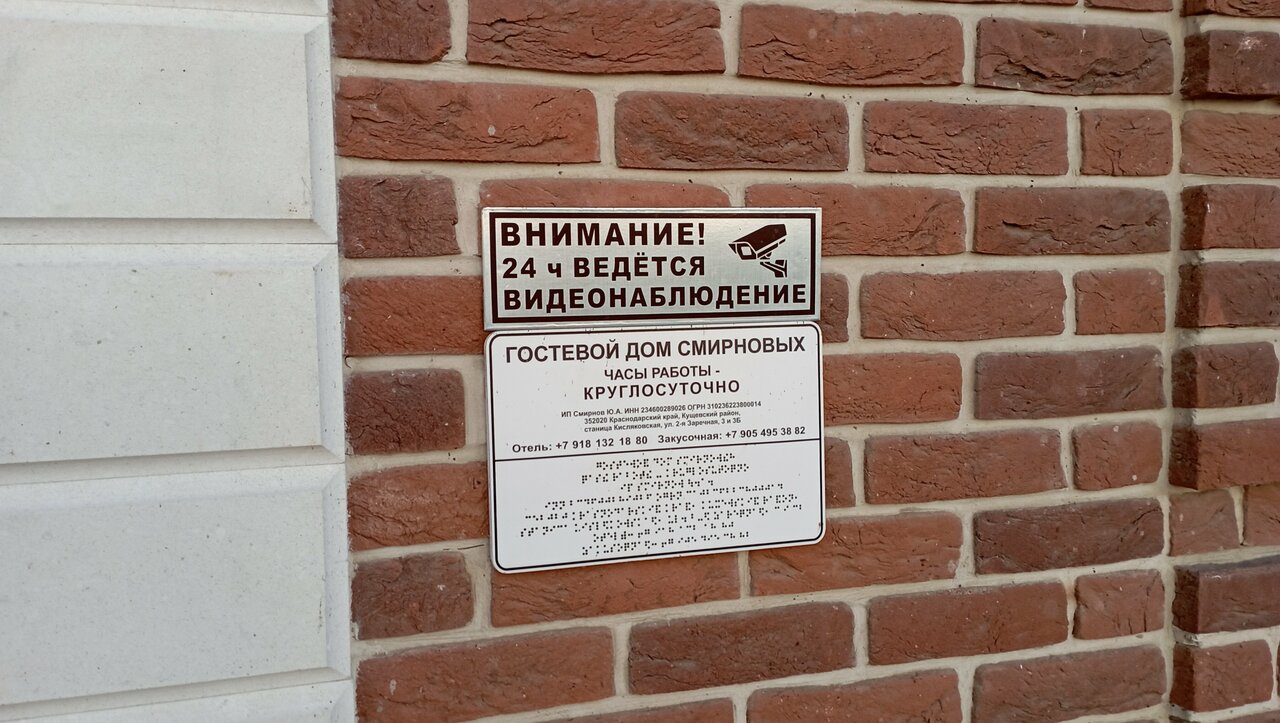 ВНИМАНИЕ!
24 ч ВЕДЁТСЯ
ВИДЕОНАБЛЮДЕНИЕ
ГОСТЕВОЙ ДОМ СМИРНОВЫХ
ЧАСЫ РАБОТЫ -
КРУГЛОСУТОЧНО
ИП Смирнов Ю.А. ИНН 234600289026 ОГРН 310236223800014
352020 Краснодарский край, Кущевский район,
станица Кисляковская, ул. 2-я Заречная, 3 и 3Б
Отель: +7 918 132 18 80 Закусочная: +7 905 495 38 82